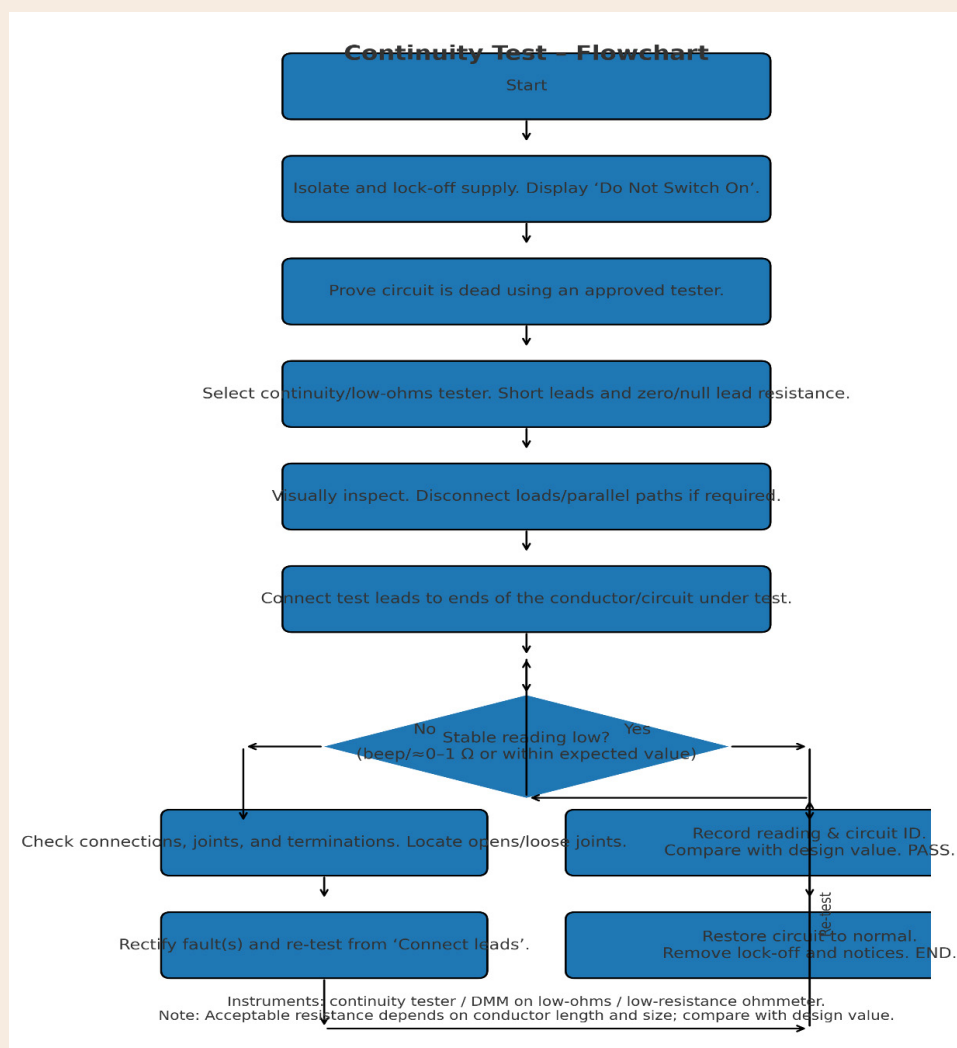 Continuity Test – Flowchart
Start
Isolate and lock-off supply. Display ‘Do Not Switch On’.
Prove circuit is dead using an approved tester.
Select continuity/low-ohms tester. Short leads and zero/null lead resistance.
Visually inspect. Disconnect loads/parallel paths if required.
Connect test leads to ends of the conductor/circuit under test.
No
Yes
Stable reading low?
(beep/≈0–1 Ω or within expected value)
Check connections, joints, and terminations. Locate opens/loose joints.
Record reading & circuit ID.
Compare with design value. PASS.
Re-test
Rectify fault(s) and re-test from ‘Connect leads’.
Restore circuit to normal.
Remove lock-off and notices. END.
Instruments: continuity tester / DMM on low-ohms / low-resistance ohmmeter.
Note: Acceptable resistance depends on conductor length and size; compare with design value.